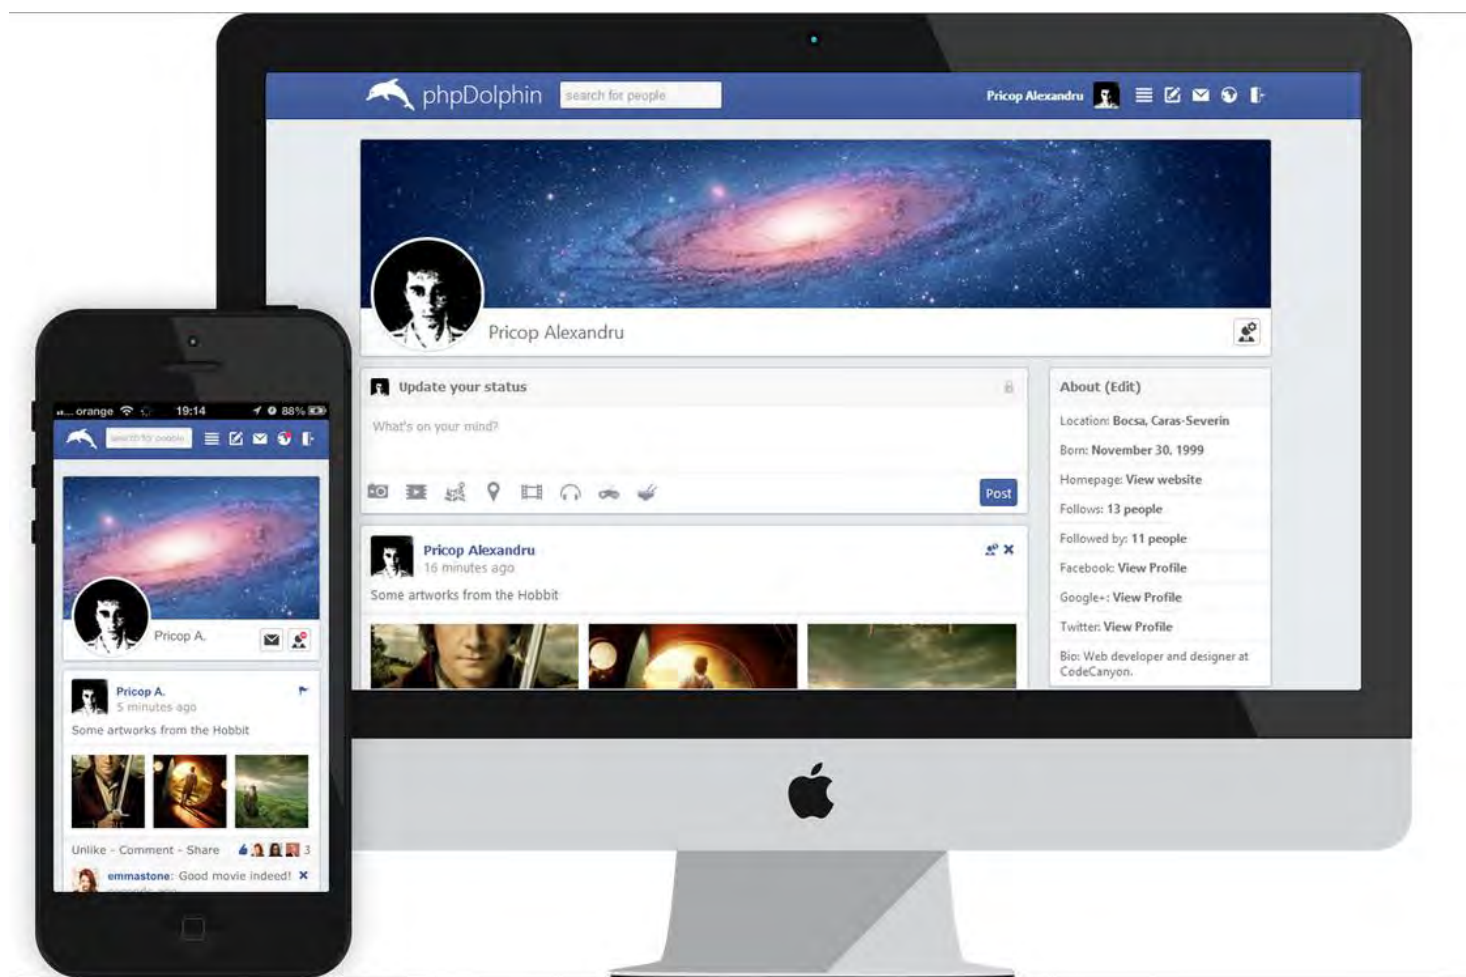 phpDolphin
search for people
Pricop Alexandru
Pricop Alexandru
Update your status
What's on your mind?
Post
Pricop Alexandru
16 minutes ago
Some artworks from the Hobbit
About (Edit)
Location: Bocsa, Caras-Severin
Born: November 30, 1999
Homepage: View website
Follows: 13 people
Followed by: 11 people
Facebook: View Profile
Google+: View Profile
Twitter: View Profile
Bio: Web developer and designer at
CodeCanyon.
orange 19:14 88%
search for people
Pricop A.
Pricop A.
5 minutes ago
Some artworks from the Hobbit
Unlike - Comment - Share 3
emmastone: Good movie indeed!